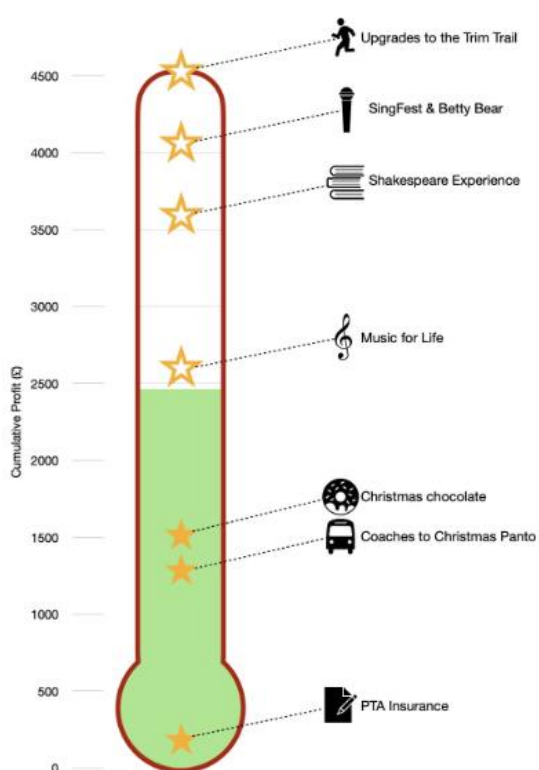 Upgrades to the Trim Trail
4500
SingFest & Betty Bear
4000
Shakespeare Experience
3500
3000
Music for Life
2500
Cumulative Profit (£)
2000
Christmas chocolate
1500
Coaches to Christmas Panto
1000
500
PTA Insurance
0